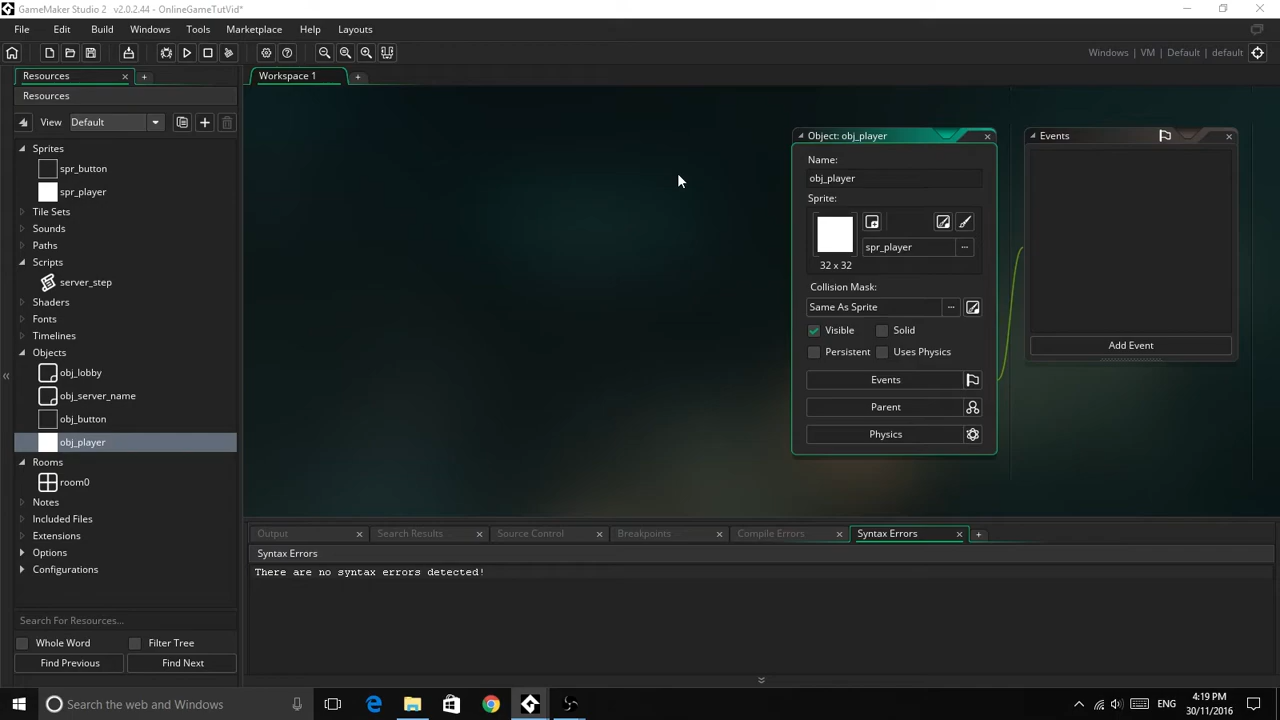 GameMaker Studio 2 v2.0.2.44 - OnlineGameTutVid*
File Edit Build Windows Tools Marketplace Help Layouts
Windows | VM | Default | default
Resources
Resources
View Default
Sprites
spr_button
spr_player
Tile Sets
Sounds
Paths
Scripts
server_step
Shaders
Fonts
Timelines
Objects
obj_lobby
obj_server_name
obj_button
obj_player
Rooms
room0
Notes
Included Files
Extensions
Options
Configurations
Search For Resources...
Whole Word Filter Tree
Find Previous Find Next
Workspace 1
Object: obj_player
Name:
obj_player
Sprite:
spr_player
32 x 32
Collision Mask:
Same As Sprite
Visible Solid
Persistent Uses Physics
Events
Parent
Physics
Events
Add Event
Output Search Results Source Control Breakpoints Compile Errors Syntax Errors
Syntax Errors
There are no syntax errors detected!
Search the web and Windows
ENG
4:19 PM
30/11/2016